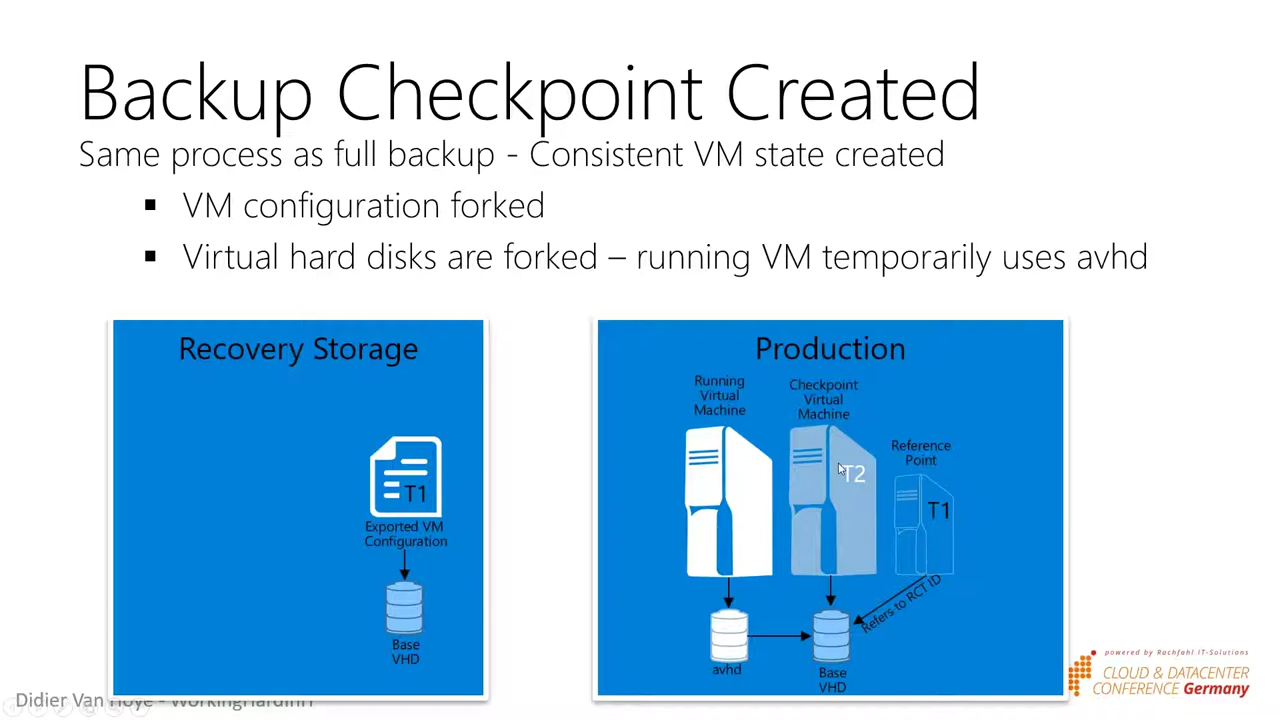 Backup Checkpoint Created
Same process as full backup - Consistent VM state created
▪ VM configuration forked
▪ Virtual hard disks are forked – running VM temporarily uses avhd
Recovery Storage
T1
Exported VM
Configuration
Base
VHD
Production
Running
Virtual
Machine
Checkpoint
Virtual
Machine
T2
Reference
Point
T1
Refers to RCT ID
avhd
Base
VHD
powered by Rachfahl IT-Solutions
CLOUD & DATACENTER
CONFERENCE Germany
Didier Van Hoye - WorkingHardInIT